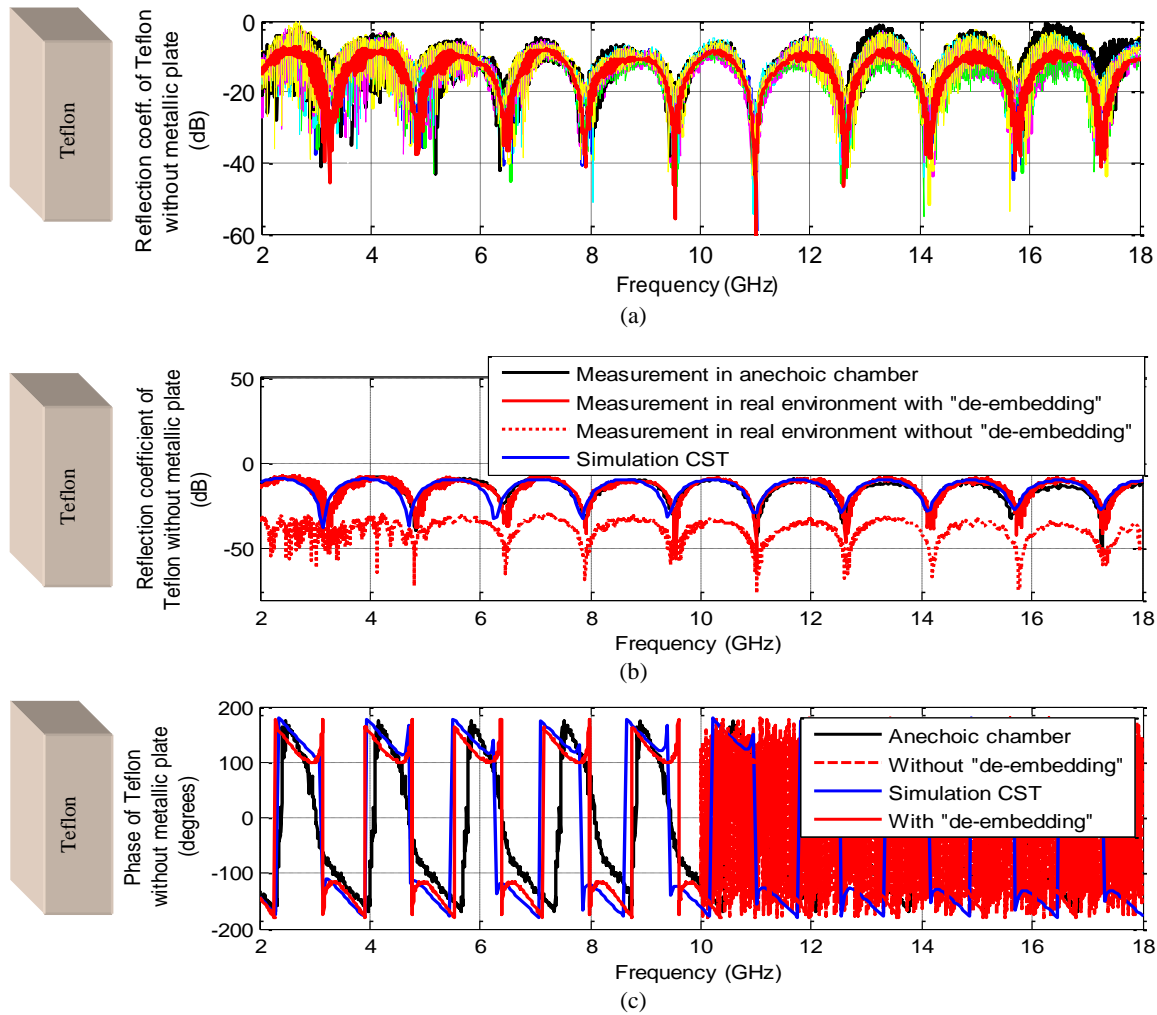 Teflon
Reflection coeff. of Teflon
without metallic plate
(dB)
0
-20
-40
-60
2 4 6 8 10 12 14 16 18
Frequency (GHz)
(a)
Teflon
Reflection coefficient of
Teflon without metallic plate
(dB)
50
0
-50
Measurement in anechoic chamber
Measurement in real environment with "de-embedding"
Measurement in real environment without "de-embedding"
Simulation CST
2 4 6 8 10 12 14 16 18
Frequency (GHz)
(b)
Teflon
Phase of Teflon
without metallic plate
(degrees)
200
100
0
-100
-200
Anechoic chamber
Without "de-embedding"
Simulation CST
With "de-embedding"
2 4 6 8 10 12 14 16 18
Frequency (GHz)
(c)